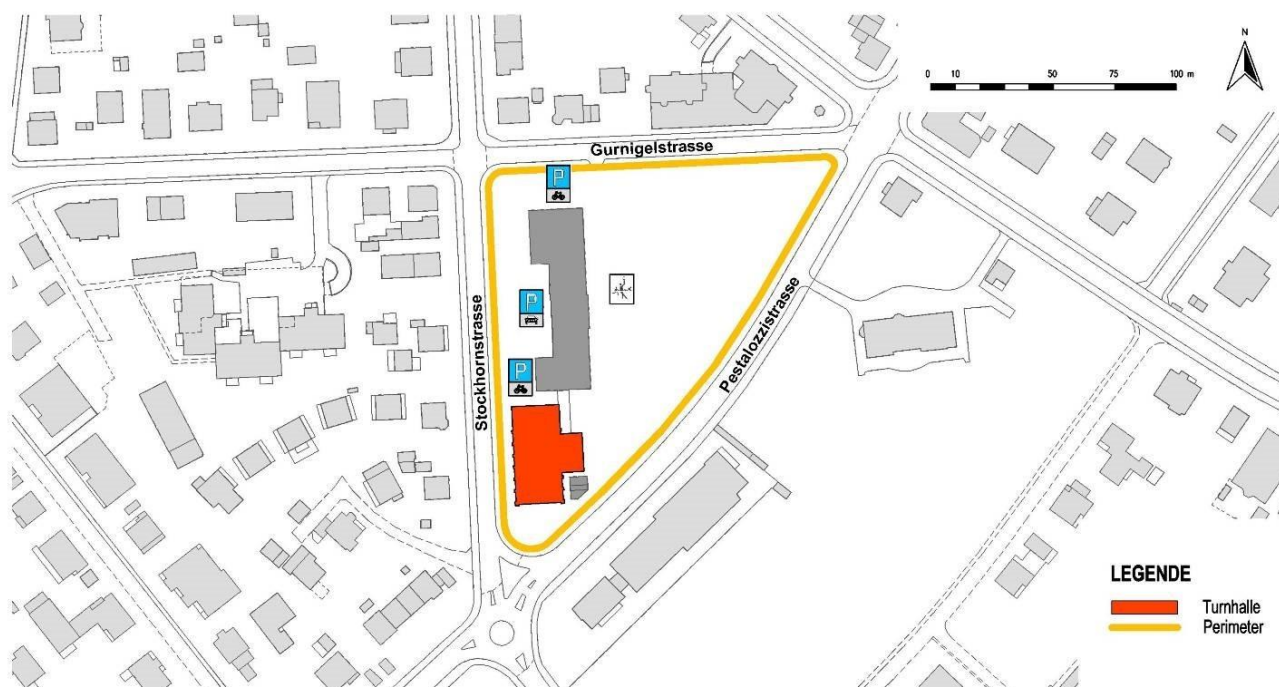 N
0 10 50 75 100 m
Gurnigelstrasse
P
P
P
Stockhornstrasse
Pestalozzistrasse
LEGENDE
Turnhalle
Perimeter